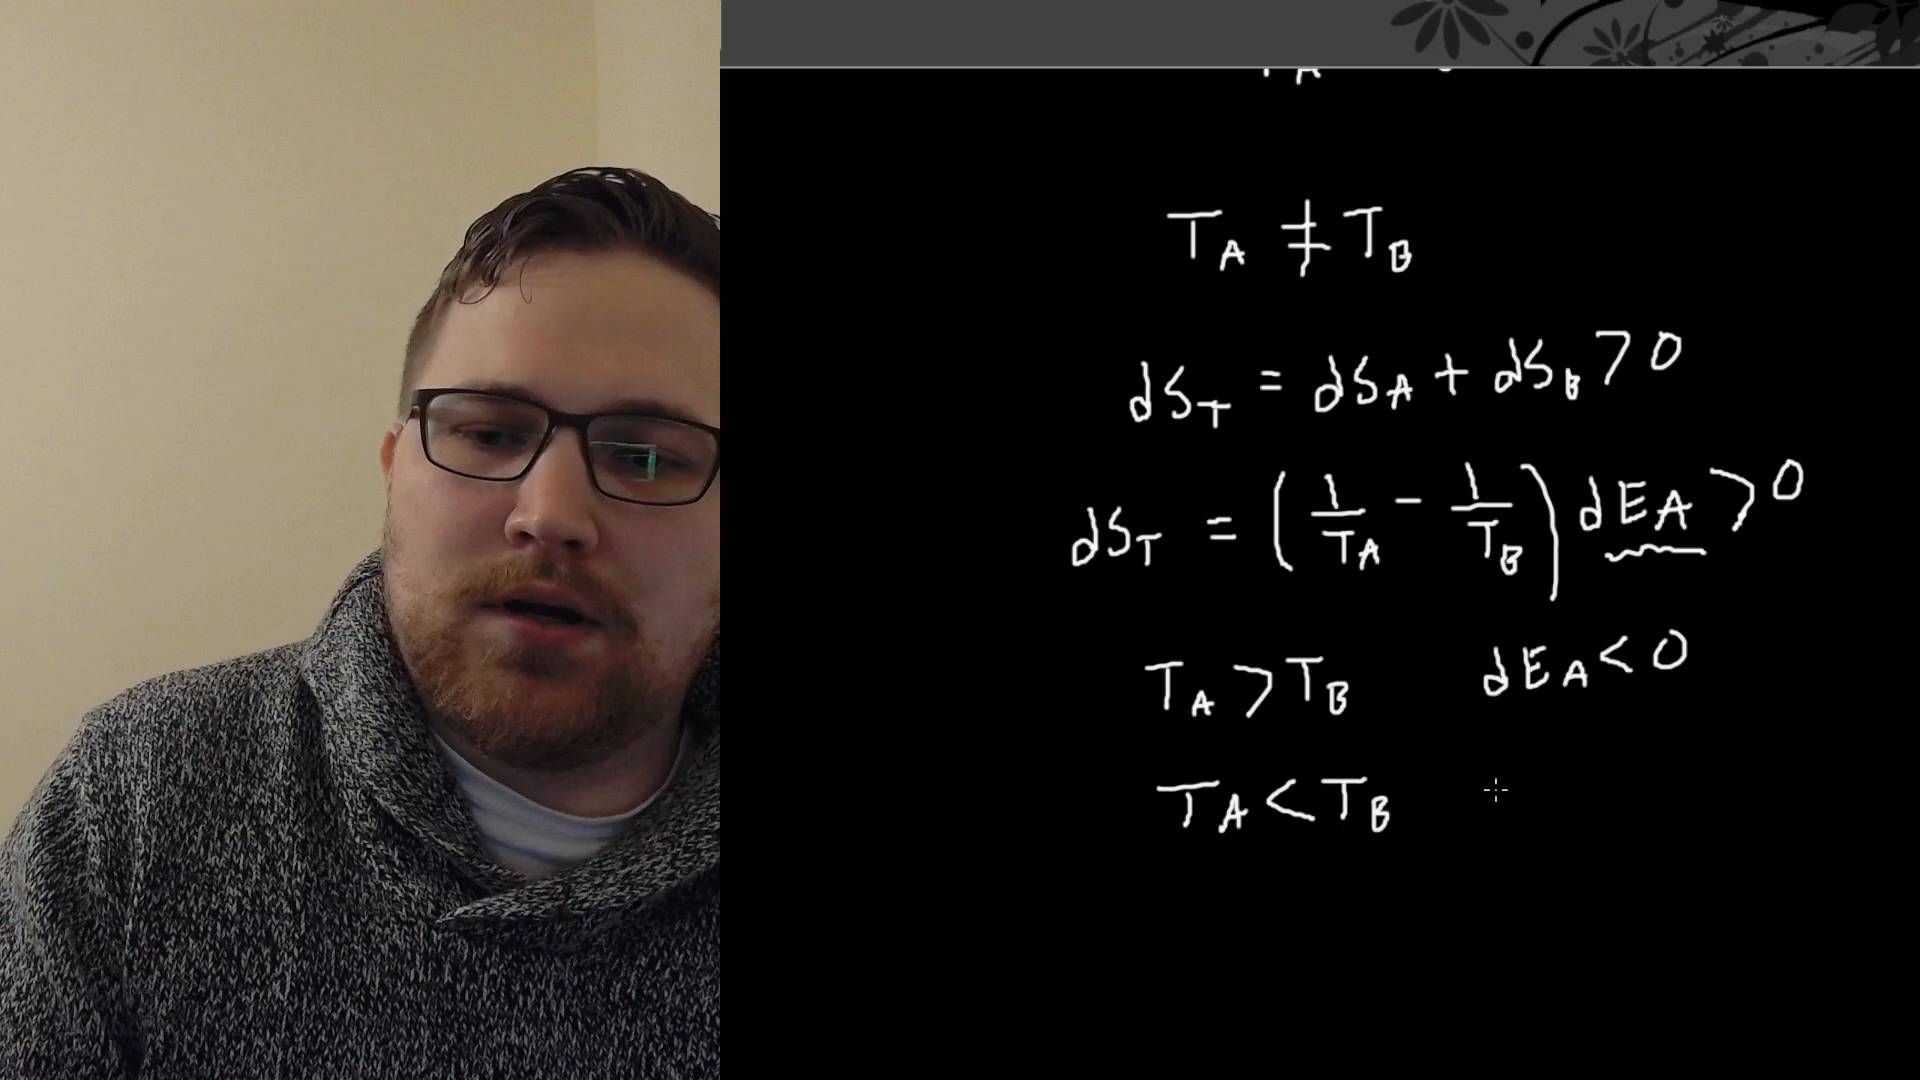 T_A ≠ T_B
dS_T = dS_A + dS_B > 0
dS_T = (1/T_A - 1/T_B) dE_A > 0
T_A > T_B dE_A < 0
T_A < T_B